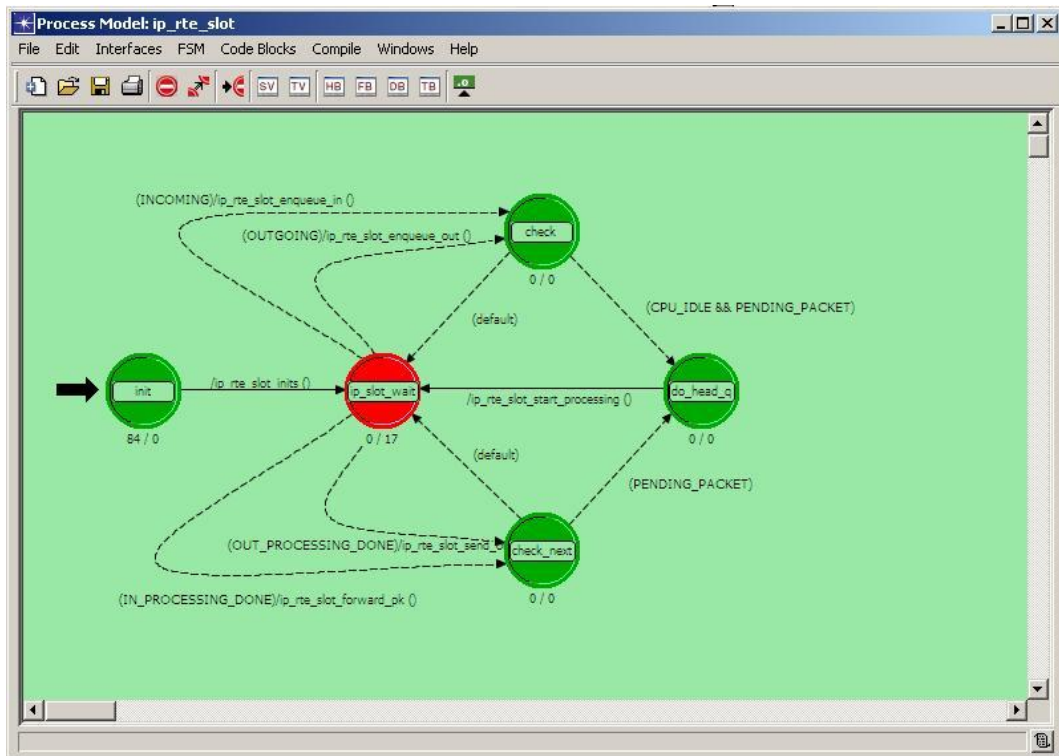 Process Model: ip_rte_slot
File Edit Interfaces FSM Code Blocks Compile Windows Help
SV TV HB FB DB TB
(INCOMING)/ip_rte_slot_enqueue_in ()
(OUTGOING)/ip_rte_slot_enqueue_out ()
check
0 / 0
(CPU_IDLE && PENDING_PACKET)
(default)
init
/ip_rte_slot_inits ()
ip_slot_wait
/ip_rte_slot_start_processing ()
do_head_q
84 / 0
0 / 17
0 / 0
(default)
(PENDING_PACKET)
(OUT_PROCESSING_DONE)/ip_rte_slot_send_o
check_next
(IN_PROCESSING_DONE)/ip_rte_slot_forward_pk ()
0 / 0